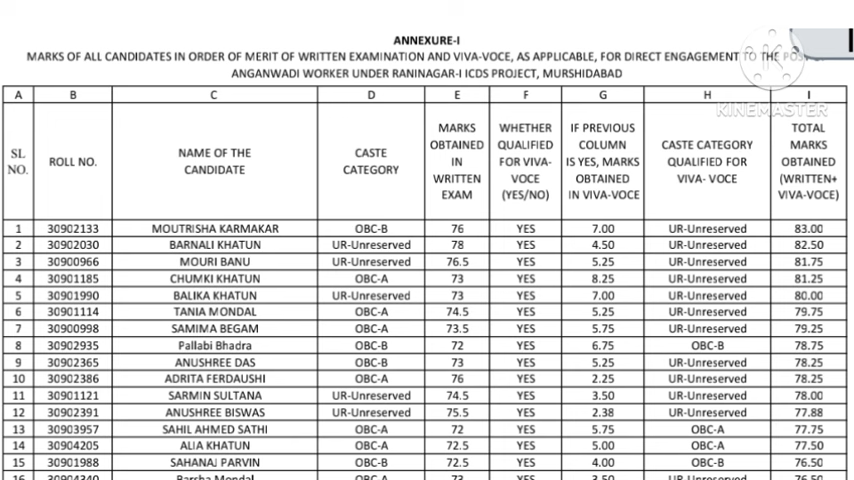 ANNEXURE-I
MARKS OF ALL CANDIDATES IN ORDER OF MERIT OF WRITTEN EXAMINATION AND VIVA-VOCE, AS APPLICABLE, FOR DIRECT ENGAGEMENT TO THE
ANGANWADI WORKER UNDER RANINAGAR-I ICDS PROJECT, MURSHIDABAD
KINEMASTER
A B C D E F G H I
SL NO. ROLL NO. NAME OF THE CANDIDATE CASTE CATEGORY MARKS OBTAINED IN WRITTEN EXAM WHETHER QUALIFIED FOR VIVA-VOCE (YES/NO) IF PREVIOUS COLUMN IS YES, MARKS OBTAINED IN VIVA-VOCE CASTE CATEGORY QUALIFIED FOR VIVA- VOCE TOTAL MARKS OBTAINED (WRITTEN+ VIVA-VOCE)
1 30902133 MOUTRISHA KARMAKAR OBC-B 76 YES 7.00 UR-Unreserved 83.00
2 30902030 BARNALI KHATUN UR-Unreserved 78 YES 4.50 UR-Unreserved 82.50
3 30900966 MOURI BANU UR-Unreserved 76.5 YES 5.25 UR-Unreserved 81.75
4 30901185 CHUMKI KHATUN OBC-A 73 YES 8.25 UR-Unreserved 81.25
5 30901990 BALIKA KHATUN UR-Unreserved 73 YES 7.00 UR-Unreserved 80.00
6 30901114 TANIA MONDAL OBC-A 74.5 YES 5.25 UR-Unreserved 79.75
7 30900998 SAMIMA BEGAM OBC-A 73.5 YES 5.75 UR-Unreserved 79.25
8 30902935 Pallabi Bhadra OBC-B 72 YES 6.75 OBC-B 78.75
9 30902365 ANUSHREE DAS OBC-B 73 YES 5.25 UR-Unreserved 78.25
10 30902386 ADRITA FERDAUSHI OBC-A 76 YES 2.25 UR-Unreserved 78.25
11 30901121 SARMIN SULTANA UR-Unreserved 74.5 YES 3.50 UR-Unreserved 78.00
12 30902391 ANUSHREE BISWAS UR-Unreserved 75.5 YES 2.38 UR-Unreserved 77.88
13 30903957 SAHIL AHMED SATHI OBC-A 72 YES 5.75 OBC-A 77.75
14 30904205 ALIA KHATUN OBC-A 72.5 YES 5.00 OBC-A 77.50
15 30901988 SAHANAJ PARVIN OBC-B 72.5 YES 4.00 OBC-B 76.50
16 30904340 Barsha Mondal OBC-A 73 YES 3.50 UR-Unreserved 76.50